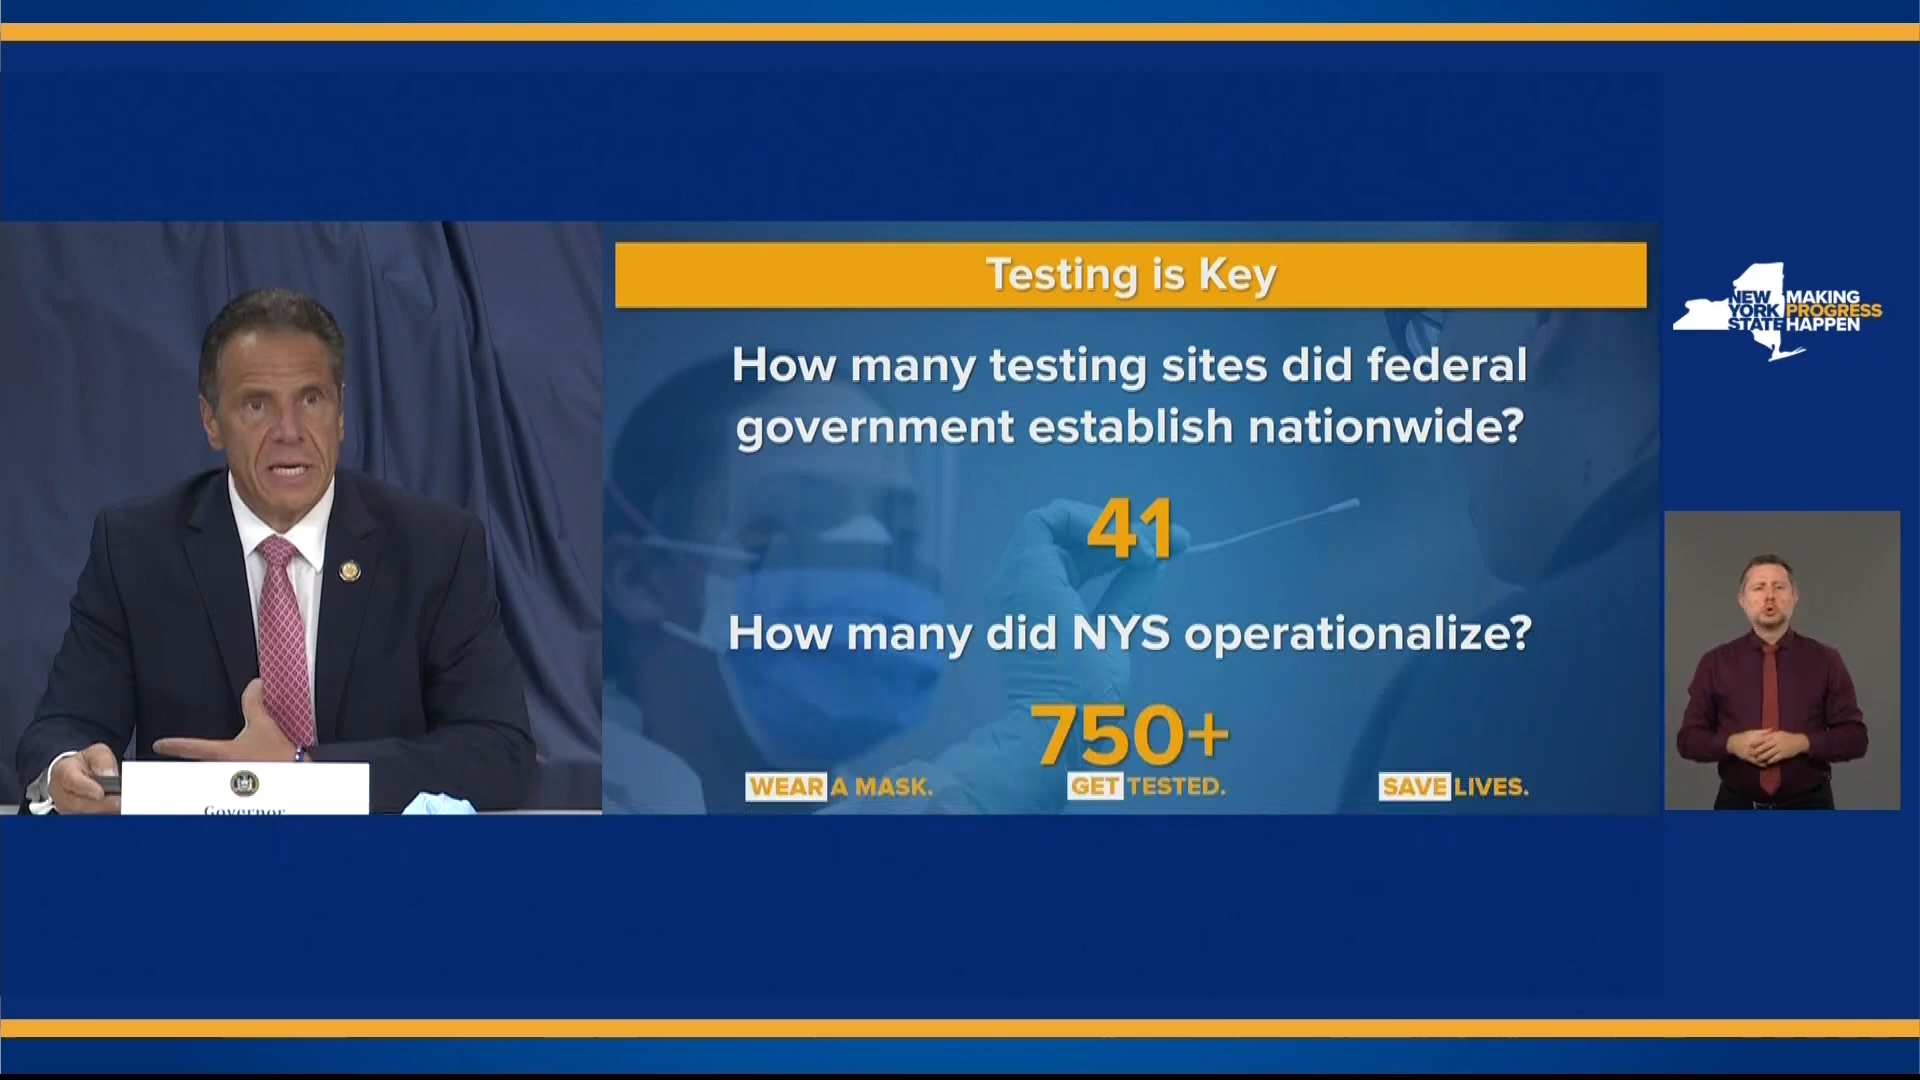 Testing is Key
How many testing sites did federal
government establish nationwide?
41
How many did NYS operationalize?
750+
WEAR A MASK.
GET TESTED.
SAVE LIVES.
Governor
NEW
YORK
STATE
MAKING
PROGRESS
HAPPEN